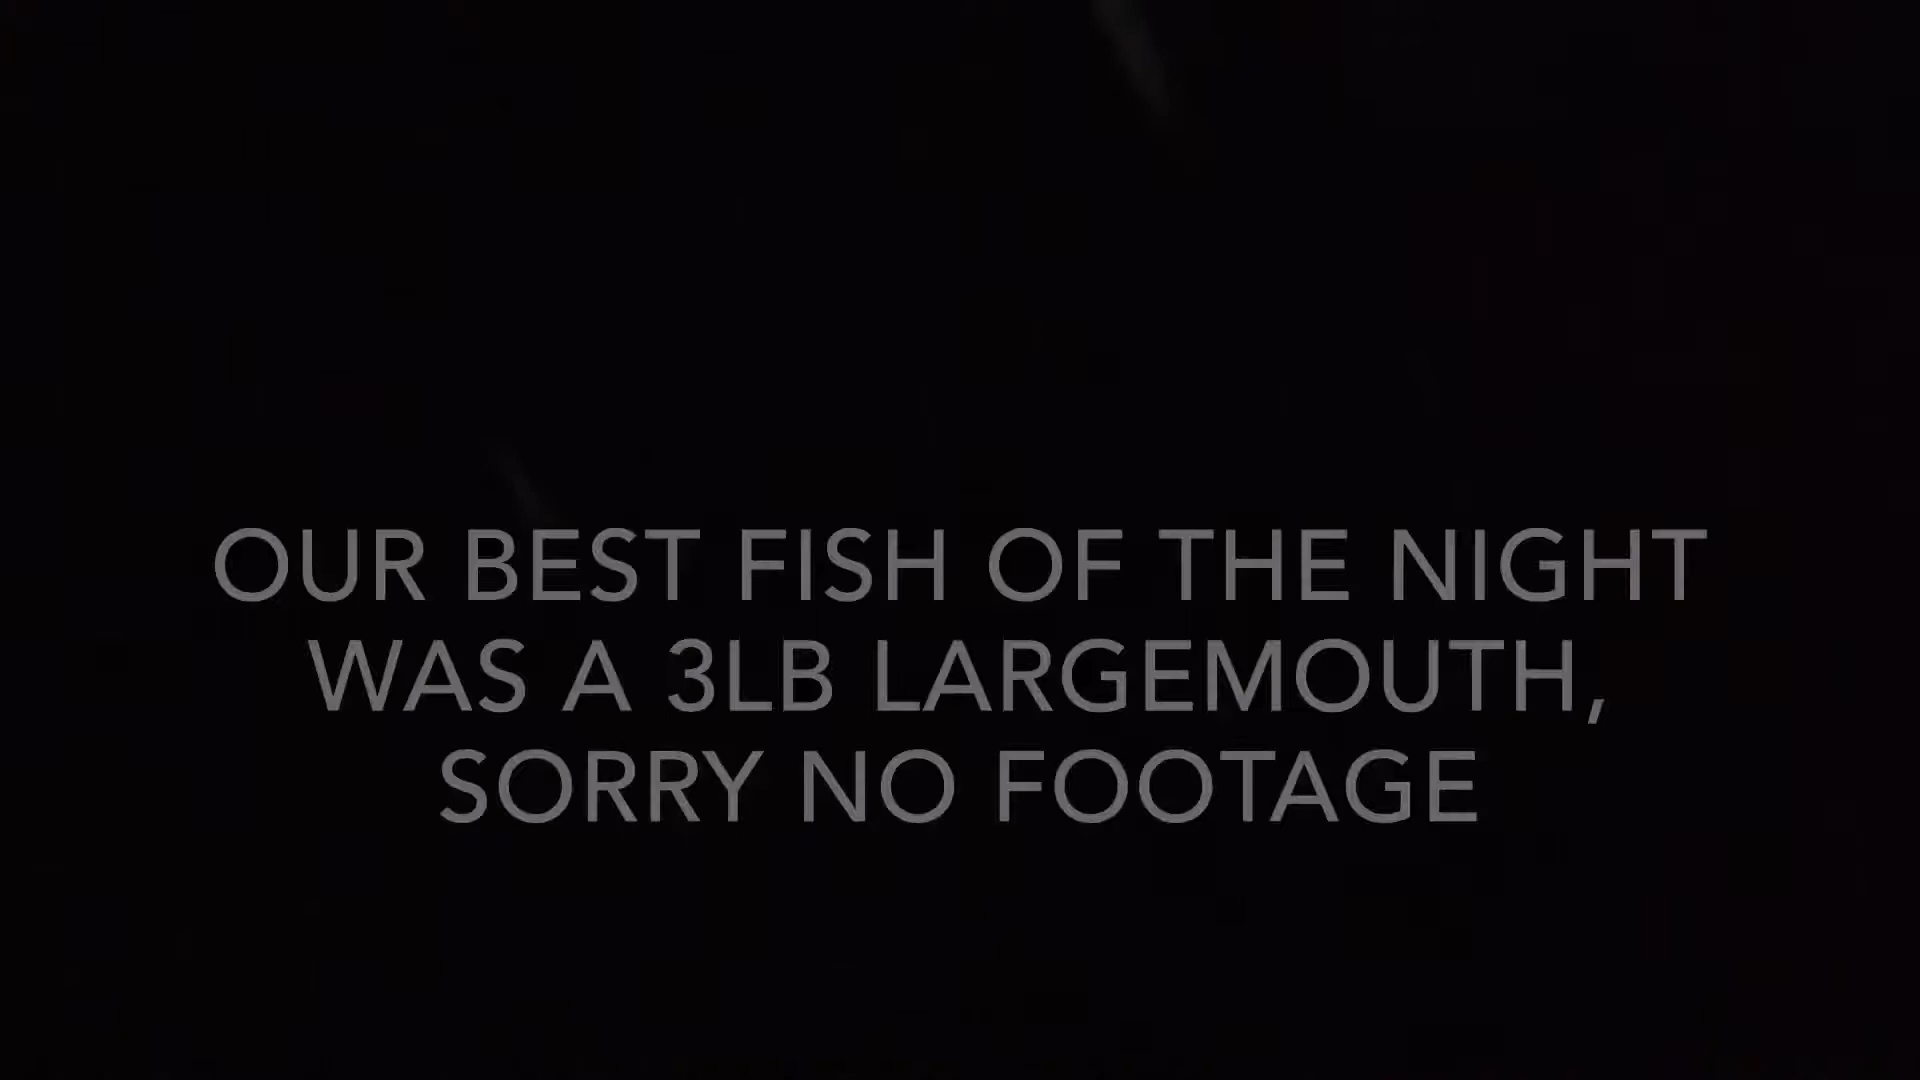 OUR BEST FISH OF THE NIGHT
WAS A 3LB LARGEMOUTH,
SORRY NO FOOTAGE